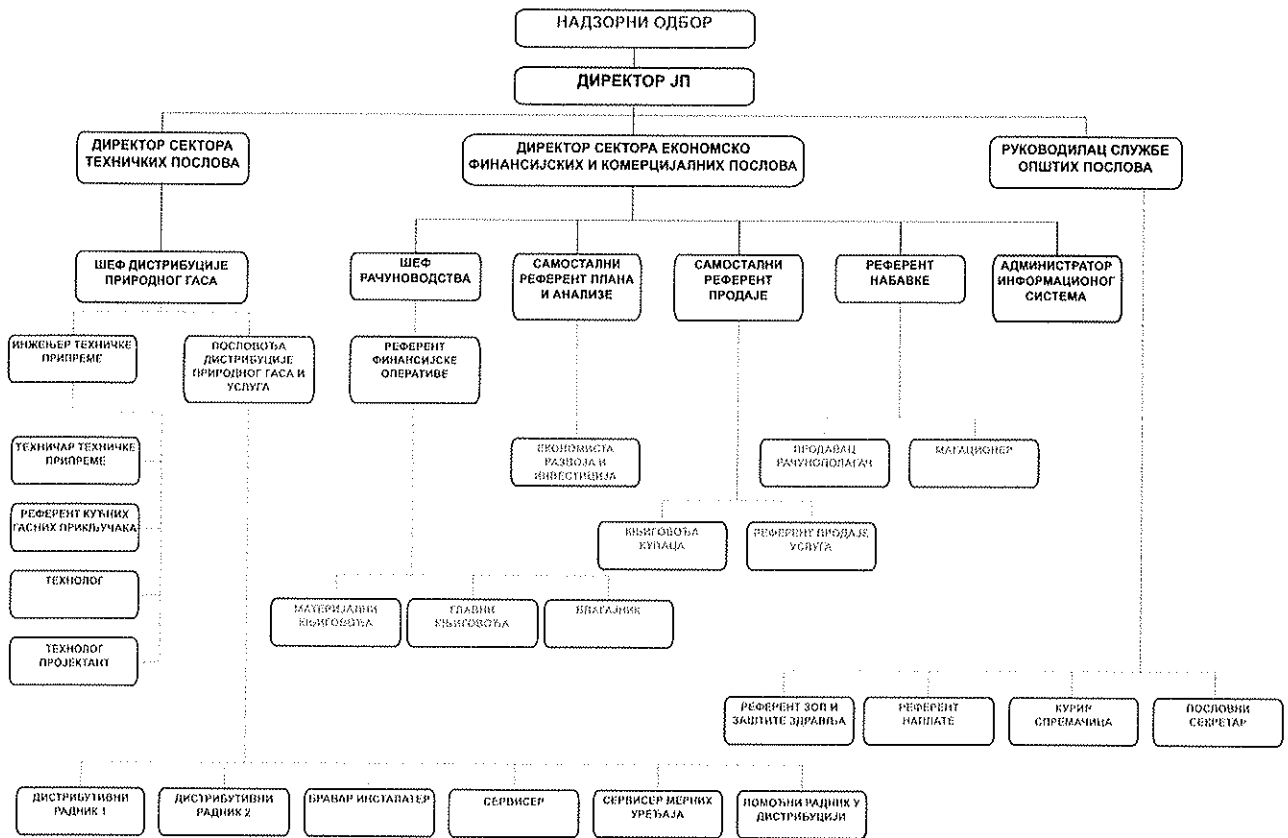 НАДЗОРНИ ОДБОР
ДИРЕКТОР ЈП
ДИРЕКТОР СЕКТОРА
ТЕХНИЧКИХ ПОСЛОВА
ДИРЕКТОР СЕКТОРА ЕКОНОМСКО
ФИНАНСИЈСКИХ И КОМЕРЦИЈАЛНИХ ПОСЛОВА
РУКОВОДИЛАЦ СЛУЖБЕ
ОПШТИХ ПОСЛОВА
ШЕФ ДИСТРИБУЦИЈЕ
ПРИРОДНОГ ГАСА
ШЕФ
РАЧУНОВОДСТВА
САМОСТАЛНИ
РЕФЕРЕНТ ПЛАНА
И АНАЛИЗЕ
САМОСТАЛНИ
РЕФЕРЕНТ
ПРОДАЈЕ
РЕФЕРЕНТ
НАБАВКЕ
АДМИНИСТРАТОР
ИНФОРМАЦИОНОГ
СИСТЕМА
ИНЖЕЊЕР ТЕХНИЧКЕ
ПРИПРЕМЕ
ПОСЛОВОЂА
ДИСТРИБУЦИЈЕ
ПРИРОДНОГ ГАСА И
УСЛУГА
РЕФЕРЕНТ
ФИНАНСИЈСКЕ
ОПЕРАТИВЕ
ТЕХНИЧАР ТЕХНИЧКЕ
ПРИПРЕМЕ
ЕКОНОМИСТА
РАЗВОЈА И
ИНВЕСТИЦИЈА
ПРОДАВАЦ
РАЧУНОПОЛАГАЧ
МАГАЦИОНЕР
РЕФЕРЕНТ КУЋНИХ
ГАСНИХ ПРИКЉУЧАКА
КЊИГОВОЂА
КУПАЦА
РЕФЕРЕНТ ПРОДАЈЕ
УСЛУГА
ТЕХНОЛОГ
МАТЕРИЈАЛНИ
КЊИГОВОЂА
ГЛАВНИ
КЊИГОВОЂА
БЛАГАЈНИК
ТЕХНОЛОГ
ПРОЈЕКТАНТ
РЕФЕРЕНТ ЗОП И
ЗАШТИТЕ ЗДРАВЉА
РЕФЕРЕНТ
НАПЛАТЕ
КУРИР
СПРЕМАЧИЦА
ПОСЛОВНИ
СЕКРЕТАР
ДИСТРИБУТИВНИ
РАДНИК 1
ДИСТРИБУТИВНИ
РАДНИК 2
БРАВАР ИНСТАЛАТЕР
СЕРВИСЕР
СЕРВИСЕР МЕРНИХ
УРЕЂАЈА
ПОМОЋНИ РАДНИК У
ДИСТРИБУЦИЈИ